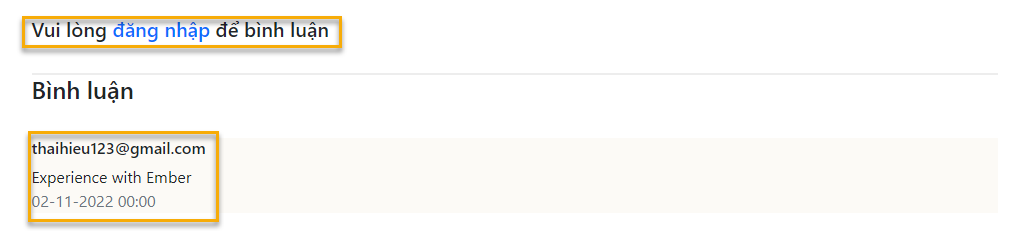 Vui lòng đăng nhập để bình luận
Bình luận
thaihieu123@gmail.com
Experience with Ember
02-11-2022 00:00